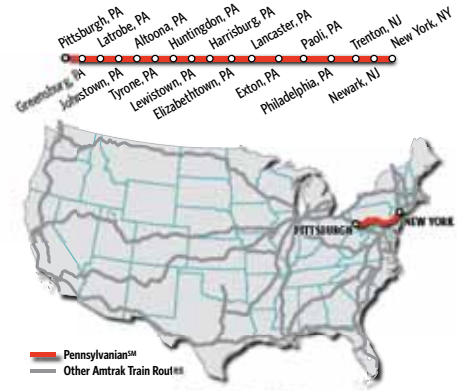 Pittsburgh, PA
Greensburg, PA
Latrobe, PA
Johnstown, PA
Altoona, PA
Tyrone, PA
Huntingdon, PA
Lewistown, PA
Harrisburg, PA
Elizabethtown, PA
Lancaster, PA
Exton, PA
Paoli, PA
Philadelphia, PA
Trenton, NJ
Newark, NJ
New York, NY
PITTSBURGH
NEW YORK
Pennsylvanian℠
Other Amtrak Train Routes